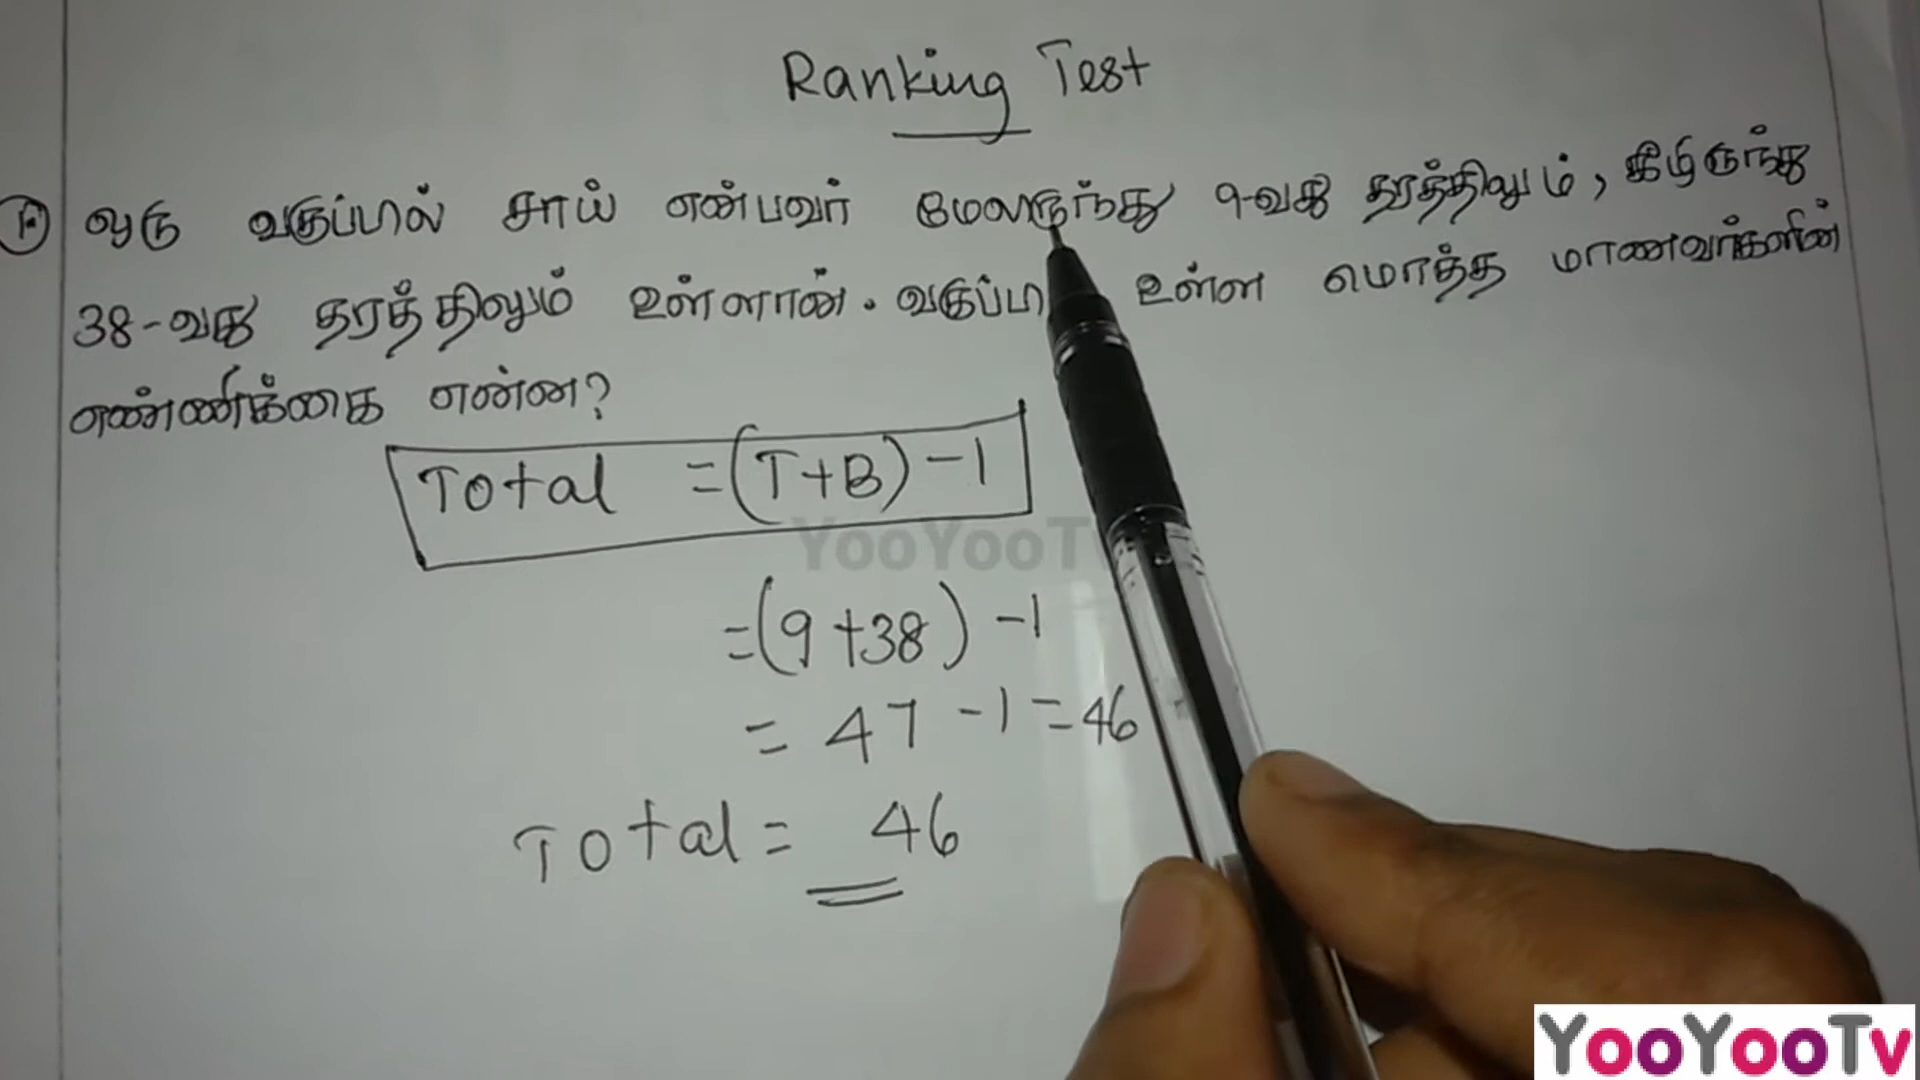 Ranking Test
ஒரு வகுப்பில் சாய் என்பவர் மேலிருந்து 9-வது தரத்திலும், கீழிருந்து
38-வது தரத்திலும் உள்ளான். வகுப்பி உள்ள மொத்த மாணவர்களின்
எண்ணிக்கை என்ன?
Total = (T+B) -1
YooYooT
= (9+38) -1
= 47 -1 = 46
Total = 46
YooYooTv